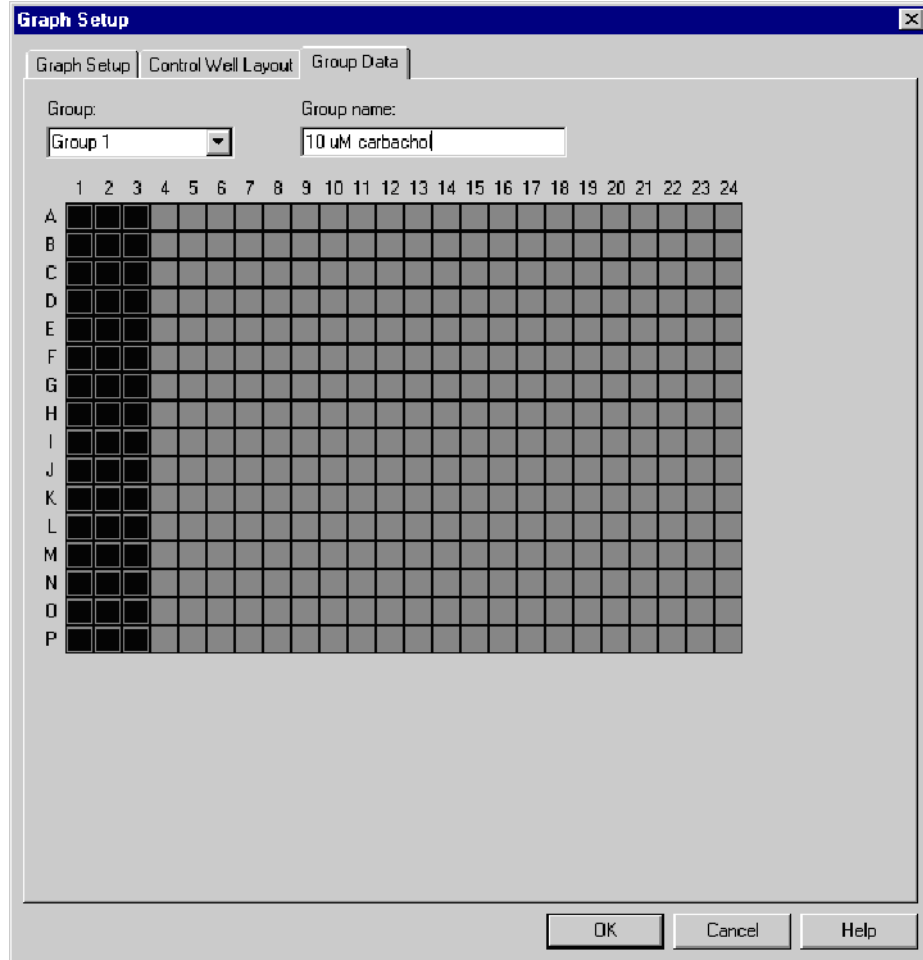 Graph Setup
Graph Setup Control Well Layout Group Data
Group: Group name:
Group 1 10 uM carbachol
1 2 3 4 5 6 7 8 9 10 11 12 13 14 15 16 17 18 19 20 21 22 23 24
A
B
C
D
E
F
G
H
I
J
K
L
M
N
O
P
OK Cancel Help